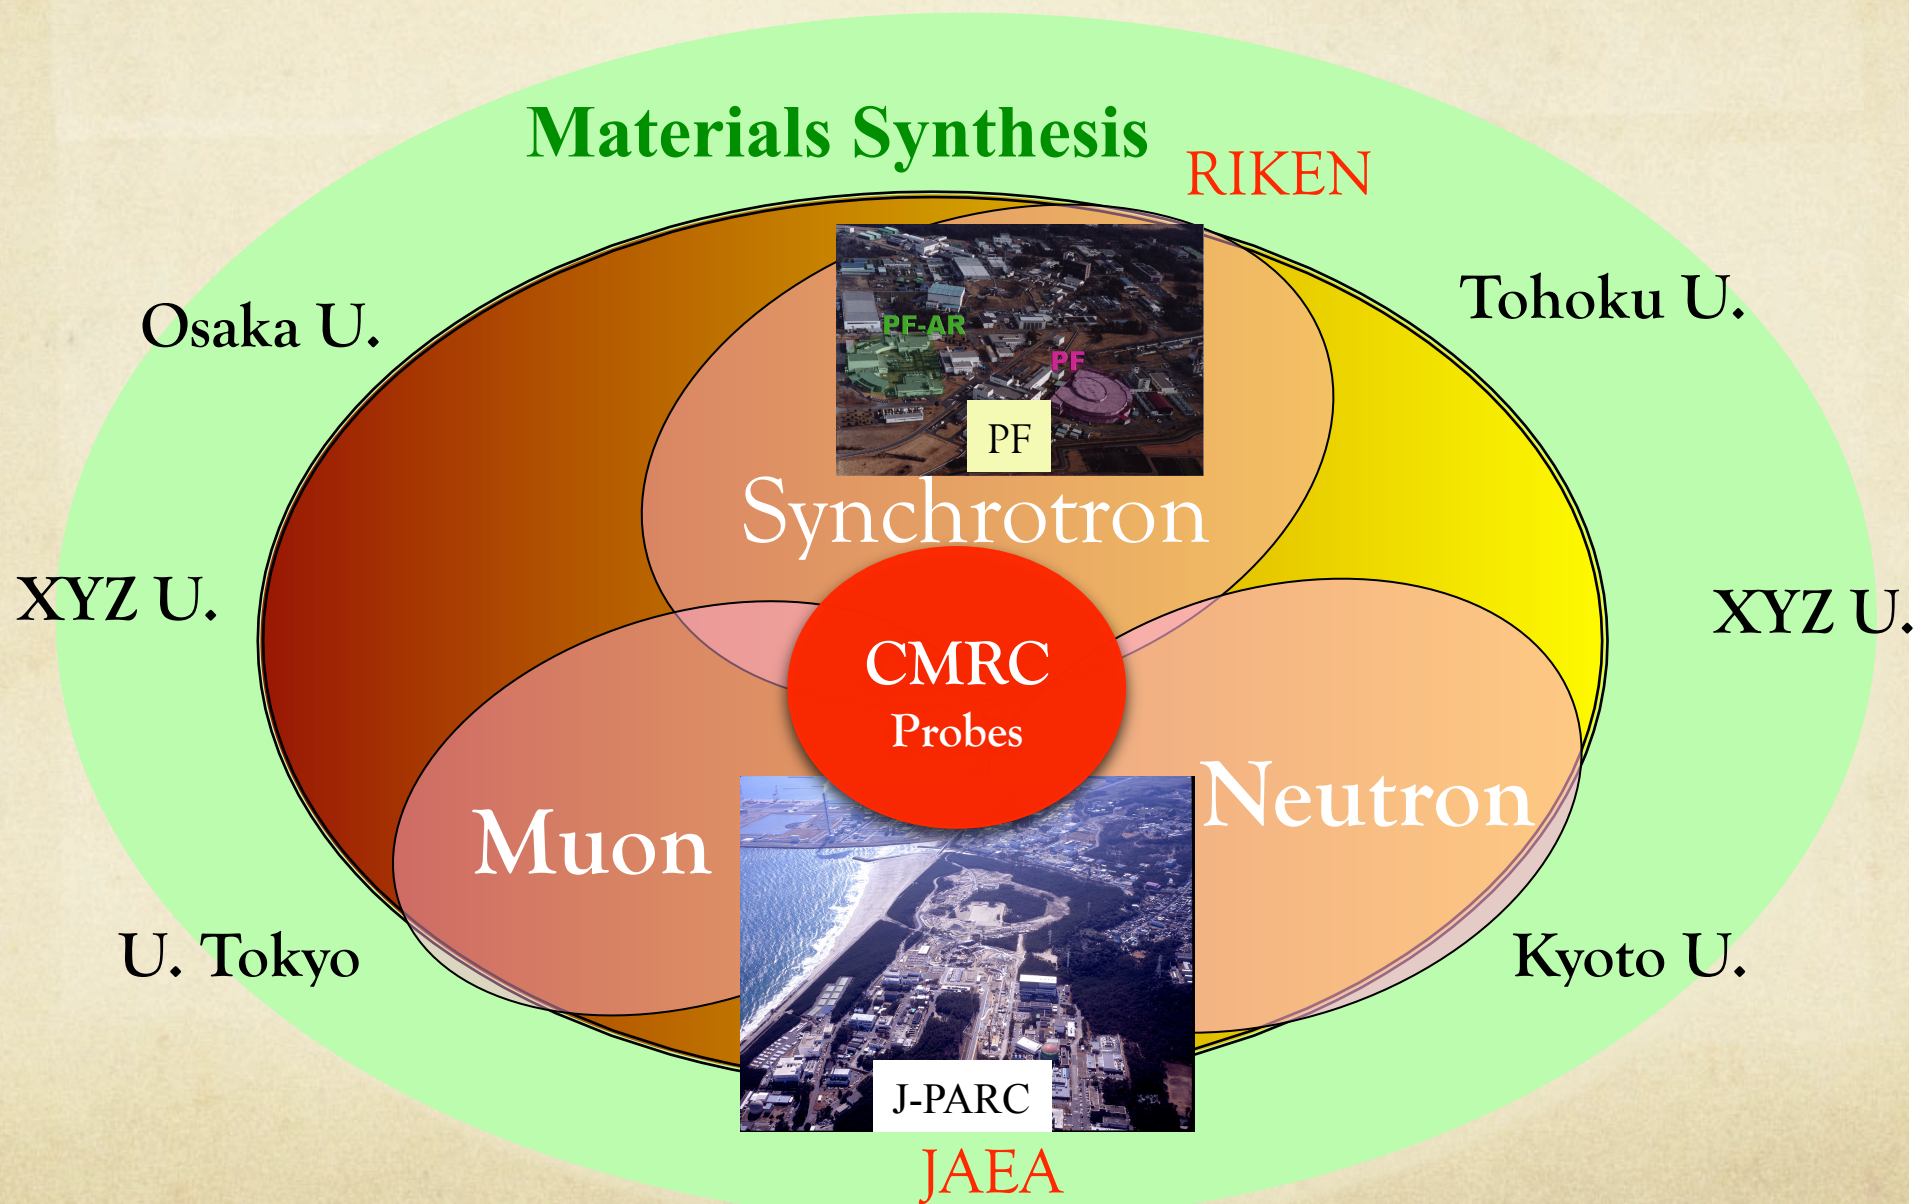 Materials Synthesis
RIKEN
Osaka U.
Tohoku U.
PF-AR
PF
PF
Synchrotron
XYZ U.
XYZ U.
CMRC
Probes
Muon
Neutron
U. Tokyo
Kyoto U.
J-PARC
JAEA